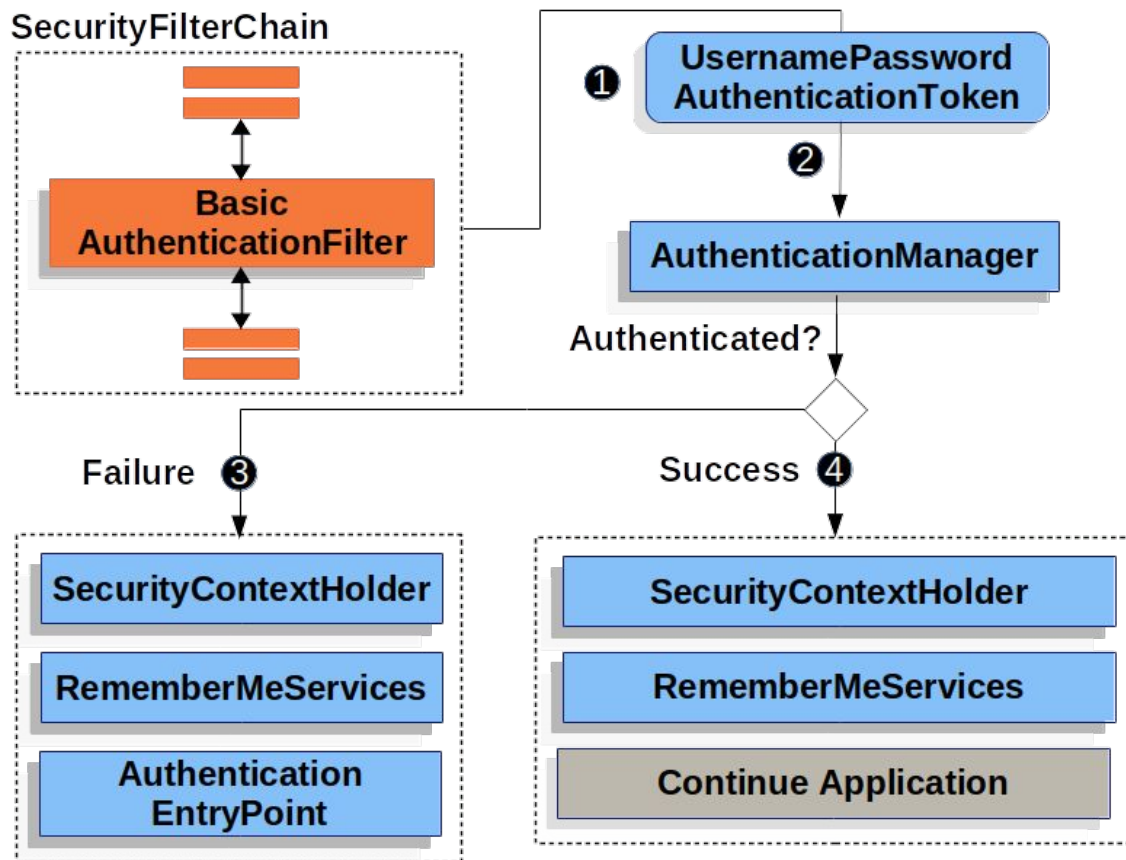 SecurityFilterChain
Basic
AuthenticationFilter
1
UsernamePassword
AuthenticationToken
2
AuthenticationManager
Authenticated?
Failure 3
Success 4
SecurityContextHolder
RememberMeServices
Authentication
EntryPoint
SecurityContextHolder
RememberMeServices
Continue Application